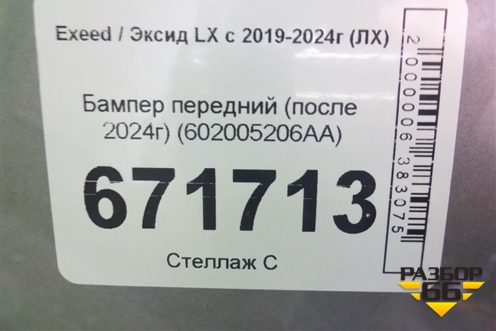 Exeed / Эксид LX с 2019-2024г (ЛХ)
Бампер передний (после
2024г) (602005206AA)
671713
Стеллаж С
2000006383075
РАЗБОР
66